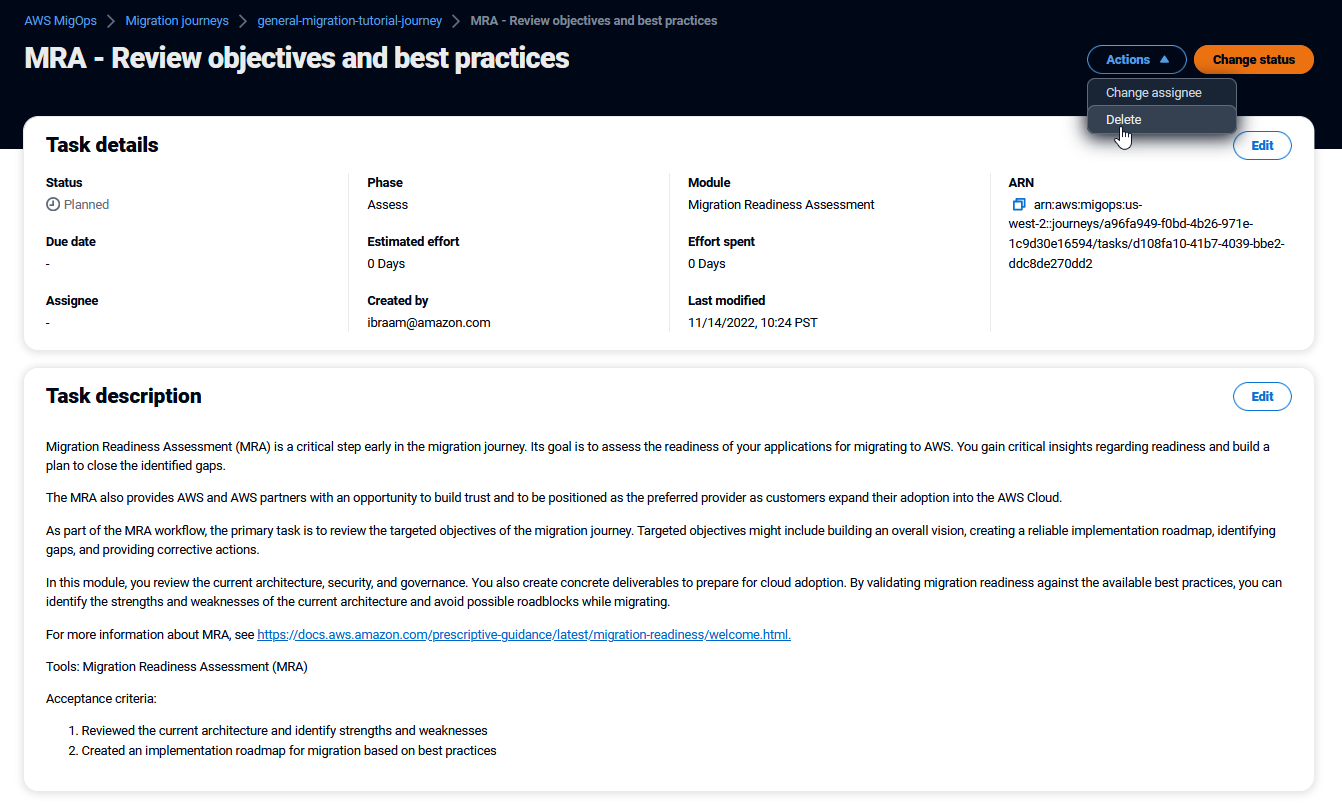 AWS MigOps > Migration journeys > general-migration-tutorial-journey > MRA - Review objectives and best practices
MRA - Review objectives and best practices
Actions
Change status
Change assignee
Delete
Task details
Edit
Status
Planned
Due date
-
Assignee
-
Phase
Assess
Estimated effort
0 Days
Created by
ibraam@amazon.com
Module
Migration Readiness Assessment
Effort spent
0 Days
Last modified
11/14/2022, 10:24 PST
ARN
arn:aws:migops:us-
west-2::journeys/a96fa949-f0bd-4b26-971e-
1c9d30e16594/tasks/d108fa10-41b7-4039-bbe2-
ddc8de270dd2
Task description
Edit
Migration Readiness Assessment (MRA) is a critical step early in the migration journey. Its goal is to assess the readiness of your applications for migrating to AWS. You gain critical insights regarding readiness and build a
plan to close the identified gaps.
The MRA also provides AWS and AWS partners with an opportunity to build trust and to be positioned as the preferred provider as customers expand their adoption into the AWS Cloud.
As part of the MRA workflow, the primary task is to review the targeted objectives of the migration journey. Targeted objectives might include building an overall vision, creating a reliable implementation roadmap, identifying
gaps, and providing corrective actions.
In this module, you review the current architecture, security, and governance. You also create concrete deliverables to prepare for cloud adoption. By validating migration readiness against the available best practices, you can
identify the strengths and weaknesses of the current architecture and avoid possible roadblocks while migrating.
For more information about MRA, see https://docs.aws.amazon.com/prescriptive-guidance/latest/migration-readiness/welcome.html.
Tools: Migration Readiness Assessment (MRA)
Acceptance criteria:
1. Reviewed the current architecture and identify strengths and weaknesses
2. Created an implementation roadmap for migration based on best practices